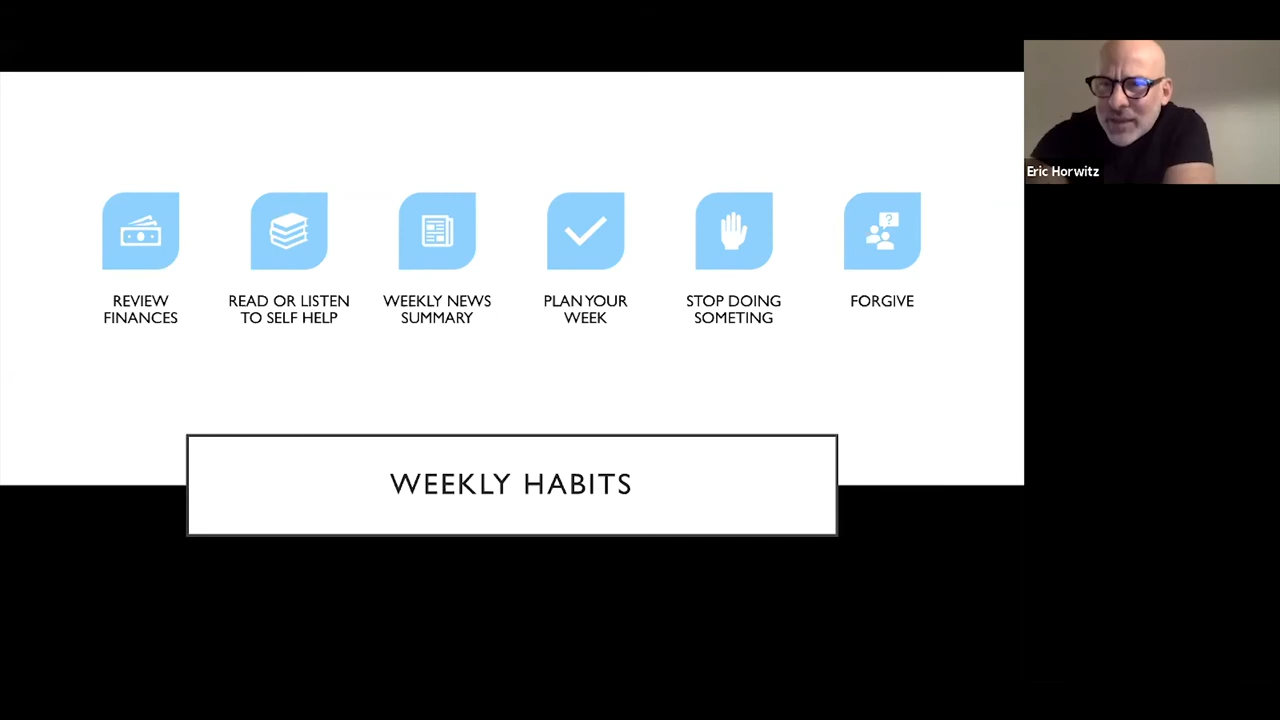 Eric Horwitz
REVIEW
FINANCES
READ OR LISTEN
TO SELF HELP
WEEKLY NEWS
SUMMARY
PLAN YOUR
WEEK
STOP DOING
SOMETING
FORGIVE
?
WEEKLY HABITS